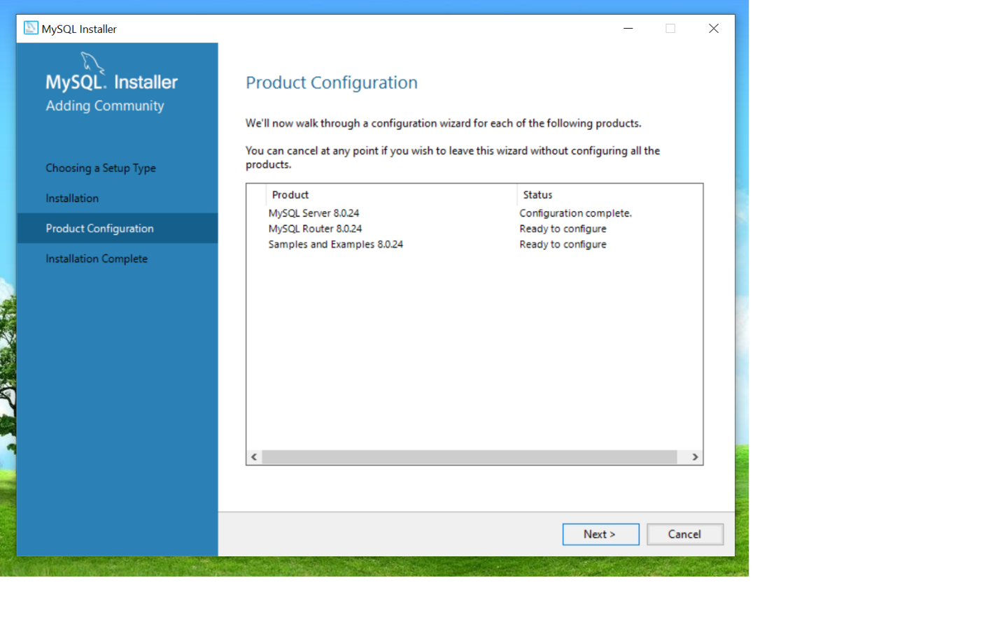 MySQL Installer
MySQL. Installer
Adding Community
Choosing a Setup Type
Installation
Product Configuration
Installation Complete
Product Configuration
We'll now walk through a configuration wizard for each of the following products.
You can cancel at any point if you wish to leave this wizard without configuring all the
products.
Product Status
MySQL Server 8.0.24 Configuration complete.
MySQL Router 8.0.24 Ready to configure
Samples and Examples 8.0.24 Ready to configure
Next > Cancel